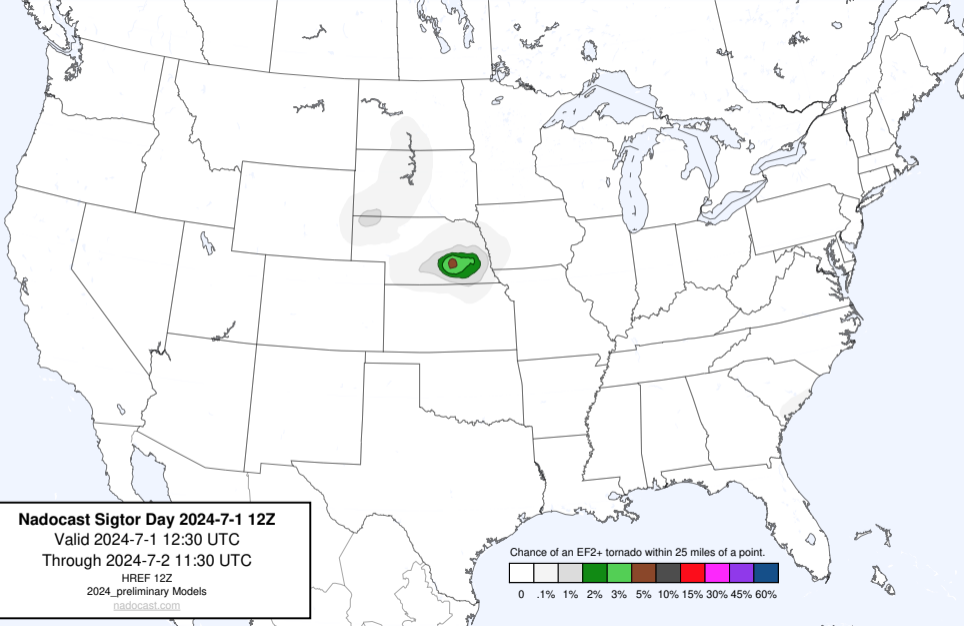 Nadocast Sigtor Day 2024-7-1 12Z
Valid 2024-7-1 12:30 UTC
Through 2024-7-2 11:30 UTC
HREF 12Z
2024_preliminary Models
nadocast.com
Chance of an EF2+ tornado within 25 miles of a point.
0 .1% 1% 2% 3% 5% 10% 15% 30% 45% 60%